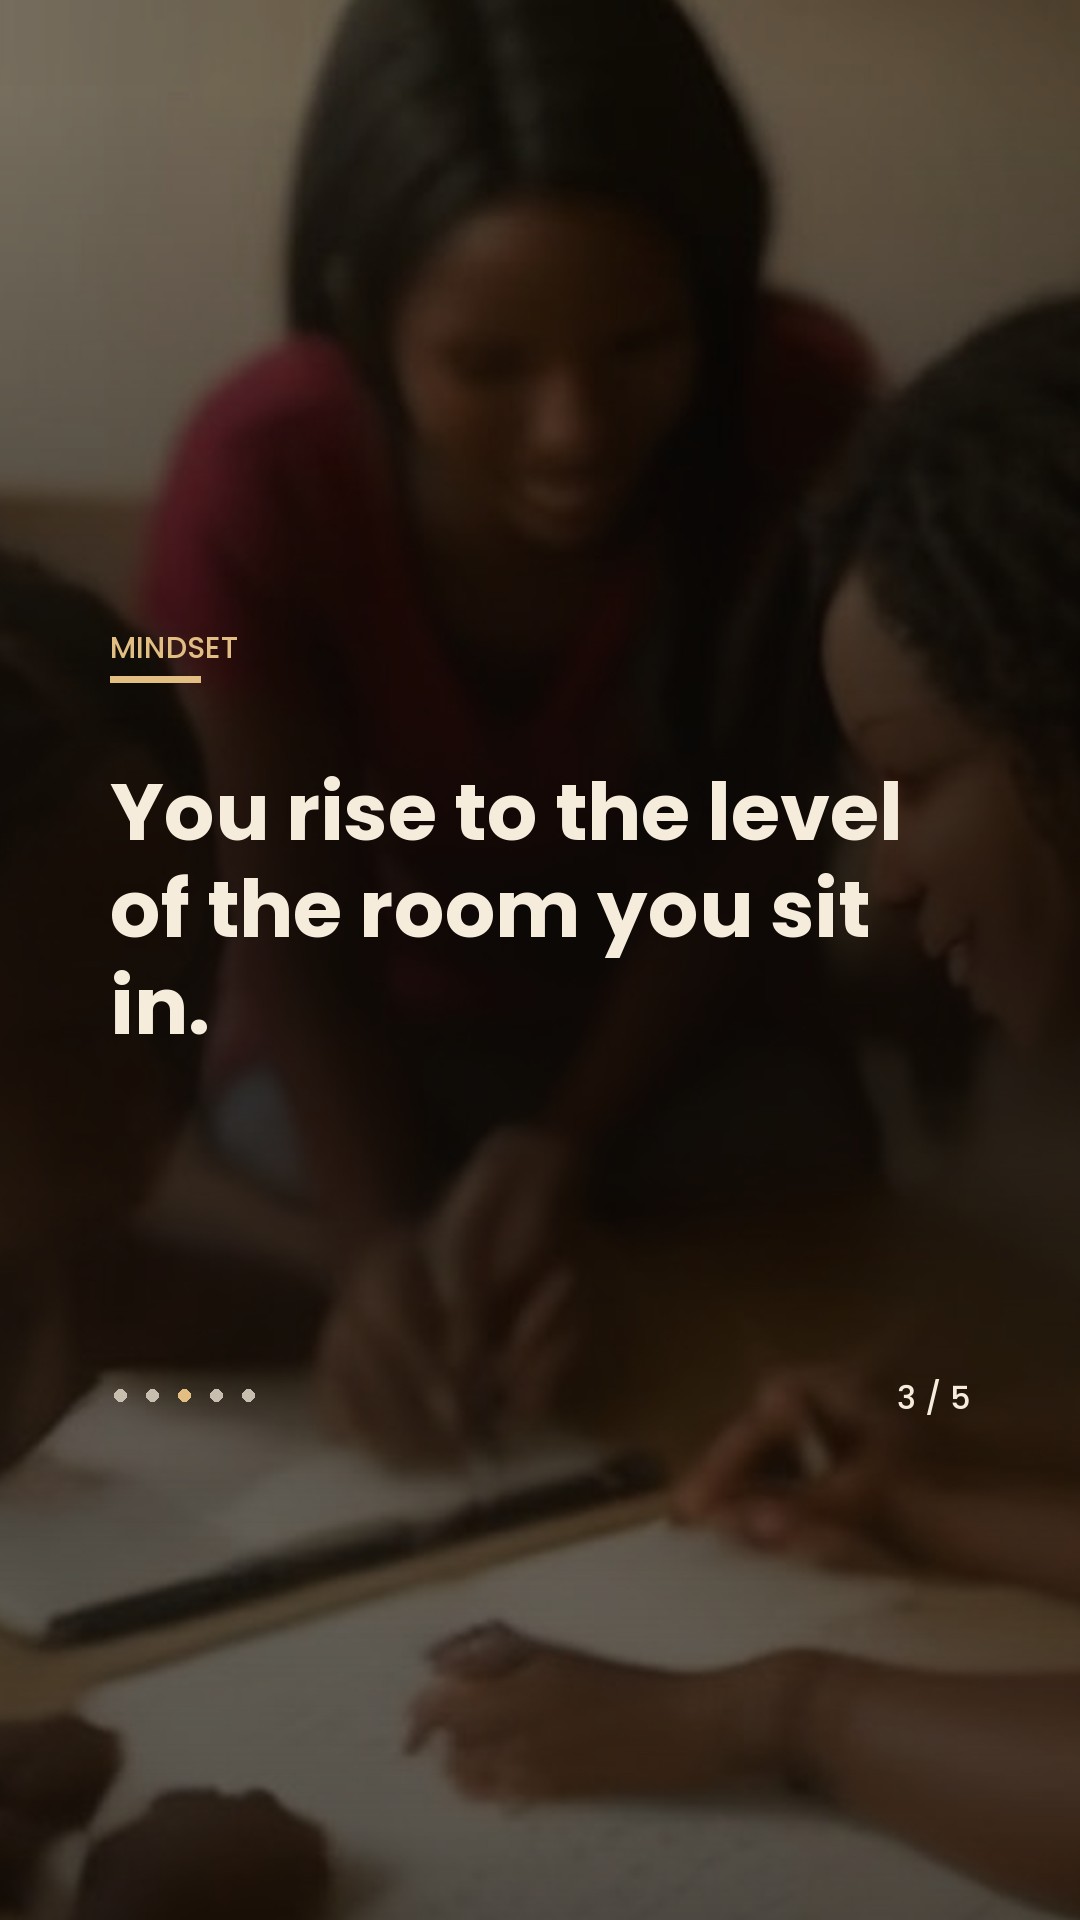 MINDSET
You rise to the level
of the room you sit
in.
3 / 5